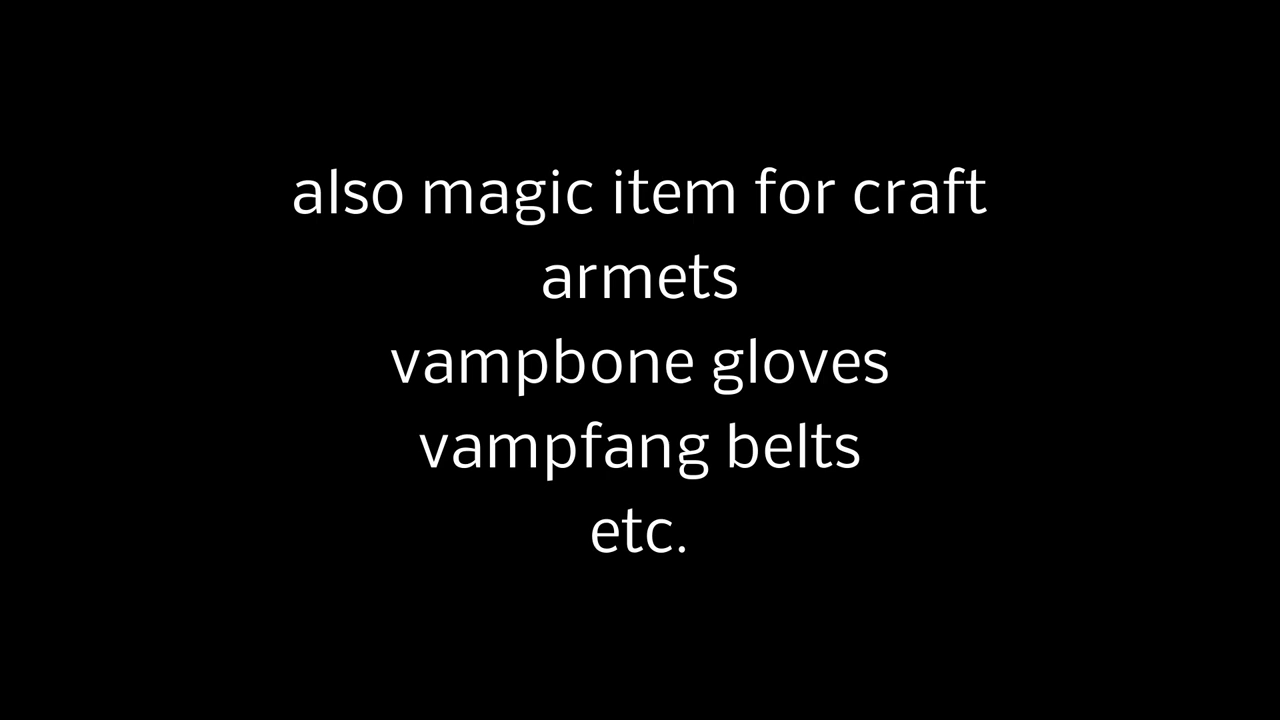 also magic item for craft
armets
vampbone gloves
vampfang belts
etc.